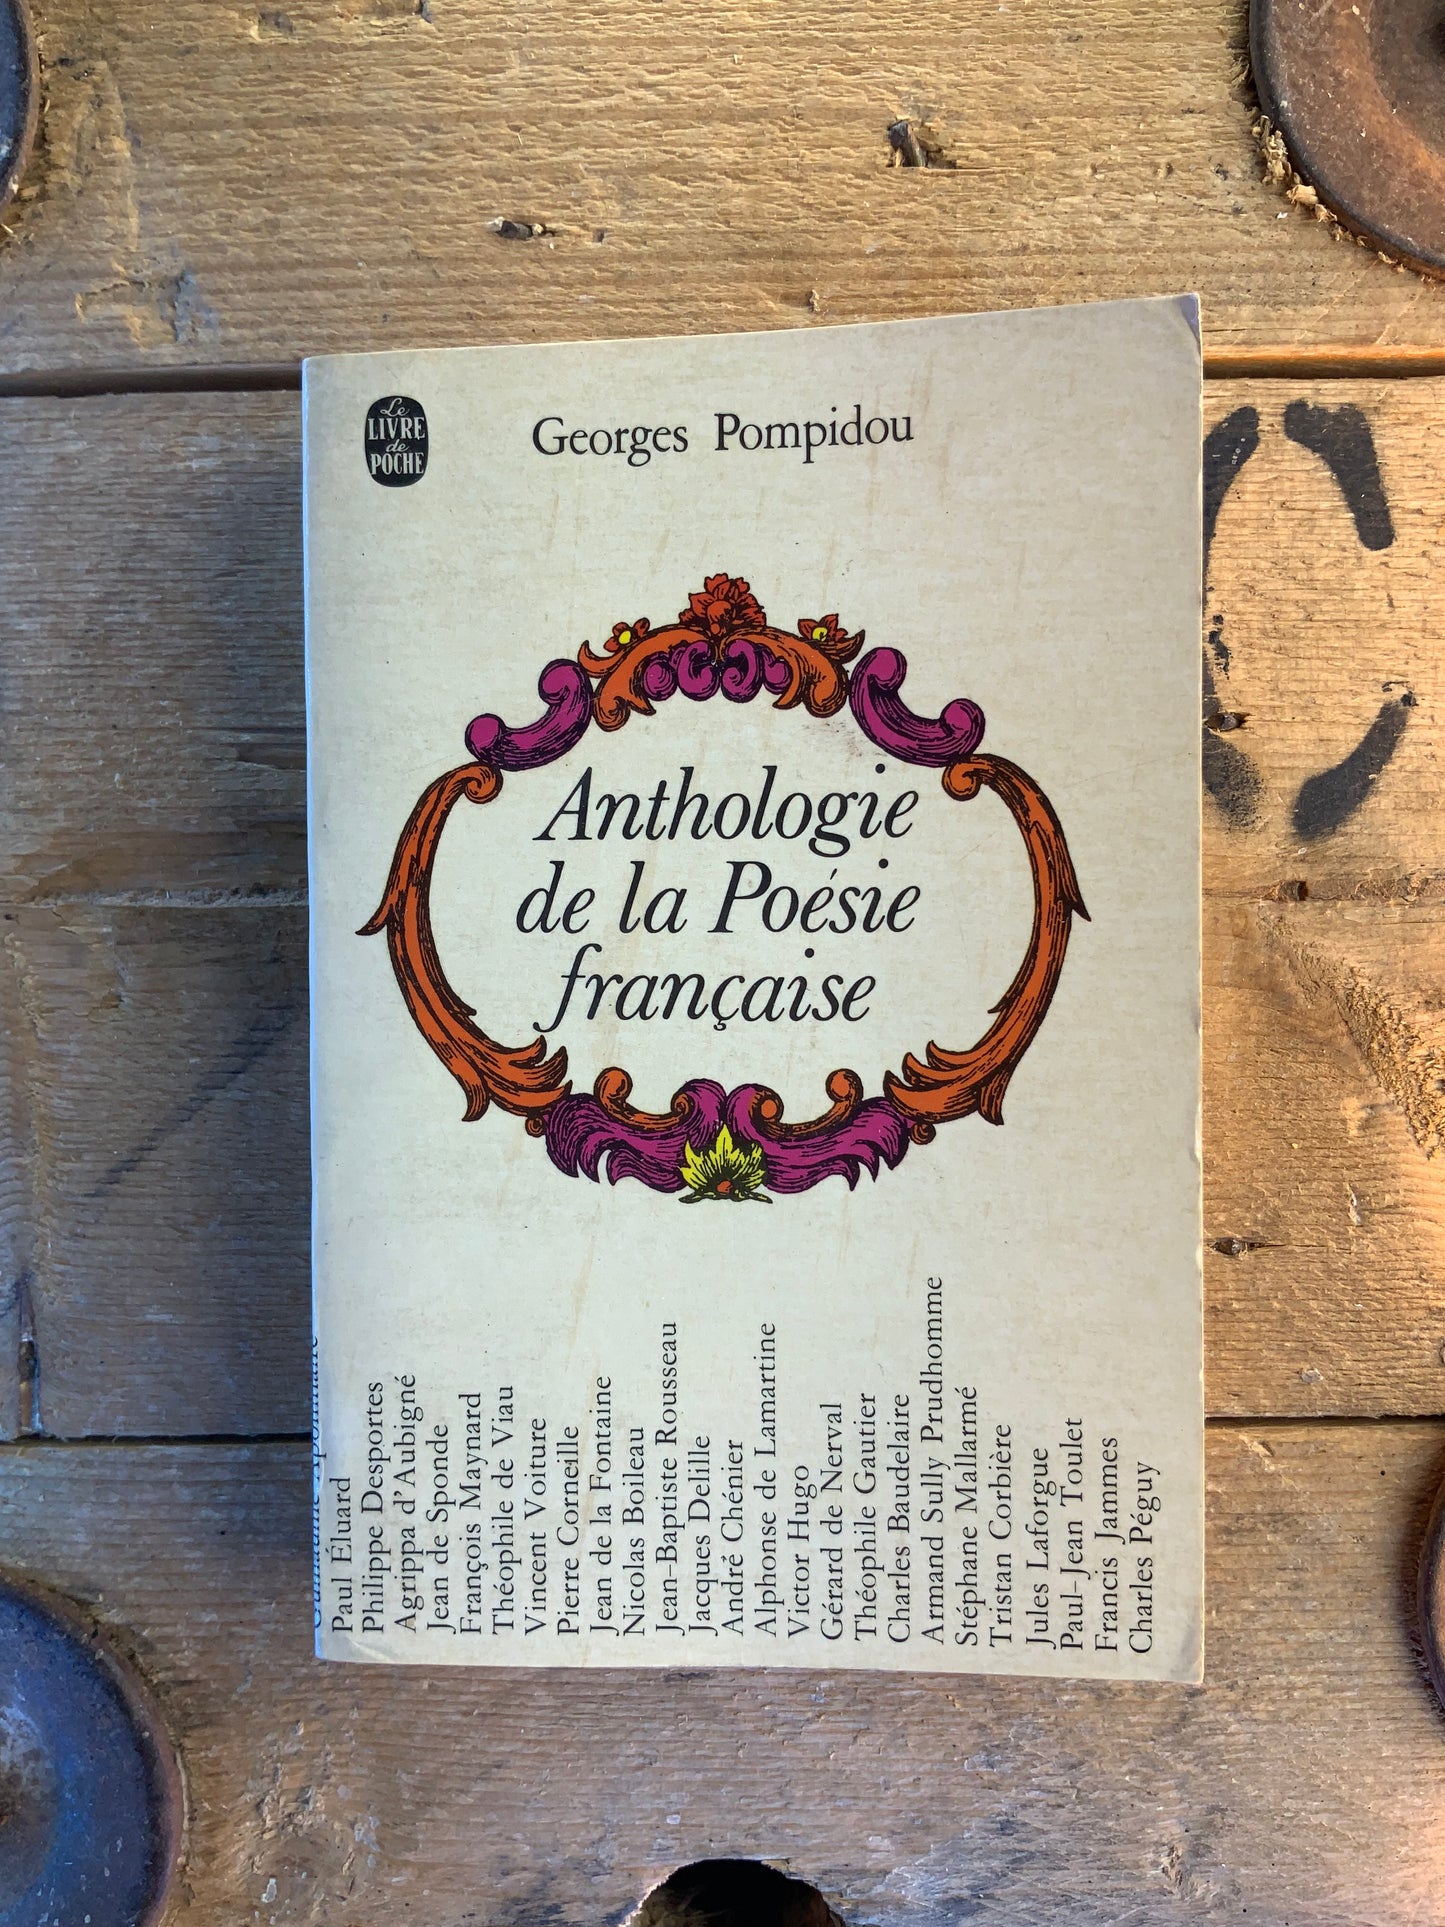 Le
LIVRE
de
POCHE
Georges Pompidou
Anthologie
de la Poésie
française
Guillaume Apollinaire
Paul Éluard
Philippe Desportes
Agrippa d'Aubigné
Jean de Sponde
François Maynard
Théophile de Viau
Vincent Voiture
Pierre Corneille
Jean de la Fontaine
Nicolas Boileau
Jean-Baptiste Rousseau
Jacques Delille
André Chénier
Alphonse de Lamartine
Victor Hugo
Gérard de Nerval
Théophile Gautier
Charles Baudelaire
Armand Sully Prudhomme
Stéphane Mallarmé
Tristan Corbière
Jules Laforgue
Paul-Jean Toulet
Francis Jammes
Charles Péguy